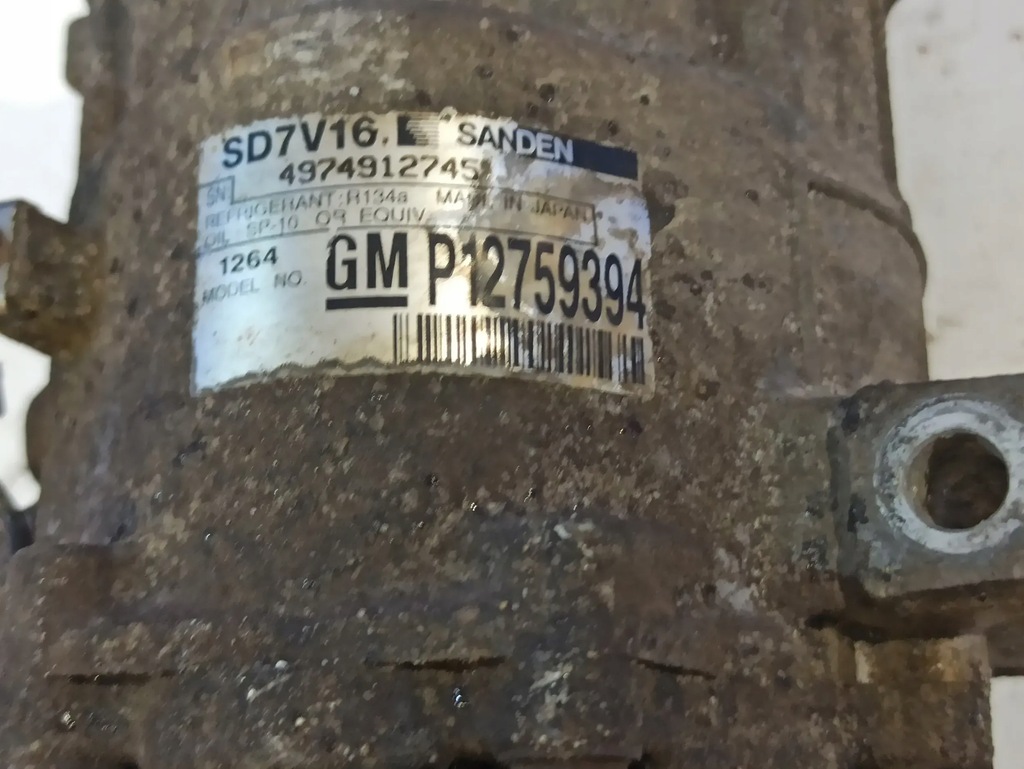 SD7V16. SANDEN
4974912745
SN
REFRIGERANT: R134a MADE IN JAPAN
OIL SP-10 OR EQUIV.
1264 GM P12759394
MODEL NO.